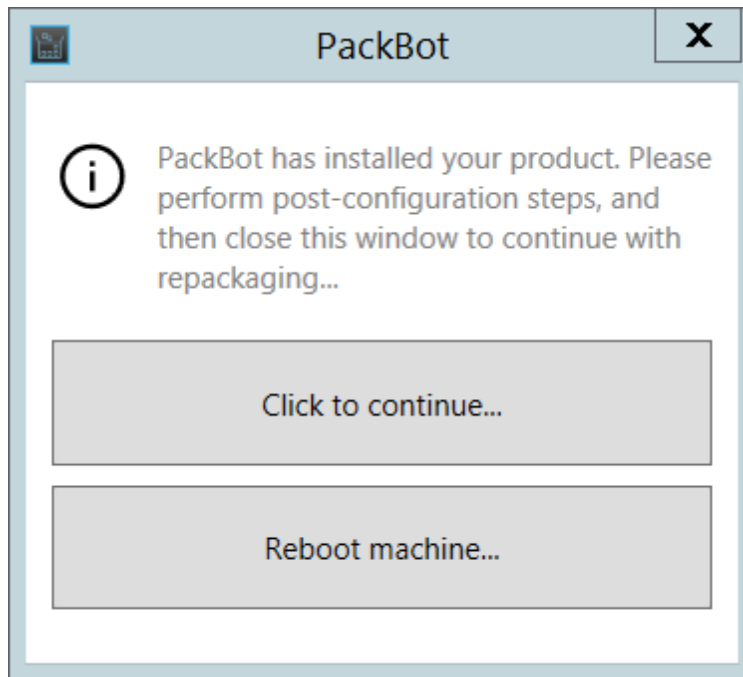 PackBot
X
PackBot has installed your product. Please
perform post-configuration steps, and
then close this window to continue with
repackaging...
Click to continue...
Reboot machine...